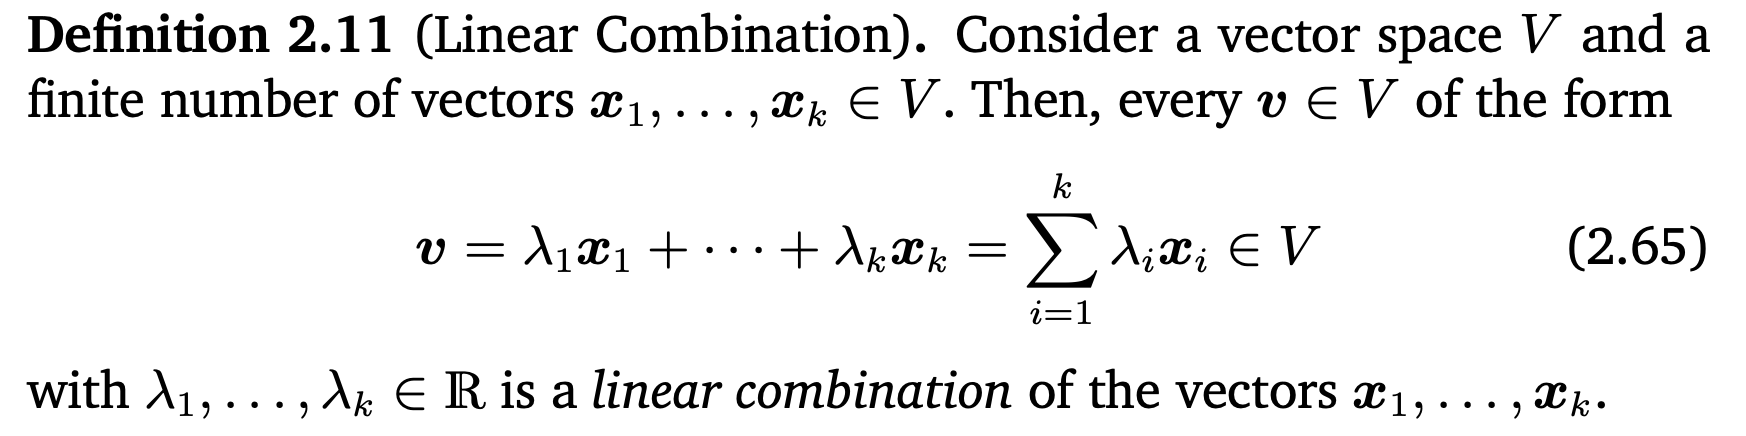 Definition 2.11 (Linear Combination). Consider a vector space V and a
finite number of vectors x₁, . . . , xₖ ∈ V. Then, every v ∈ V of the form
v = λ₁x₁ + · · · + λₖxₖ = ∑ᵢ₌₁ᵏ λᵢxᵢ ∈ V (2.65)
with λ₁, . . . , λₖ ∈ ℝ is a linear combination of the vectors x₁, . . . , xₖ.